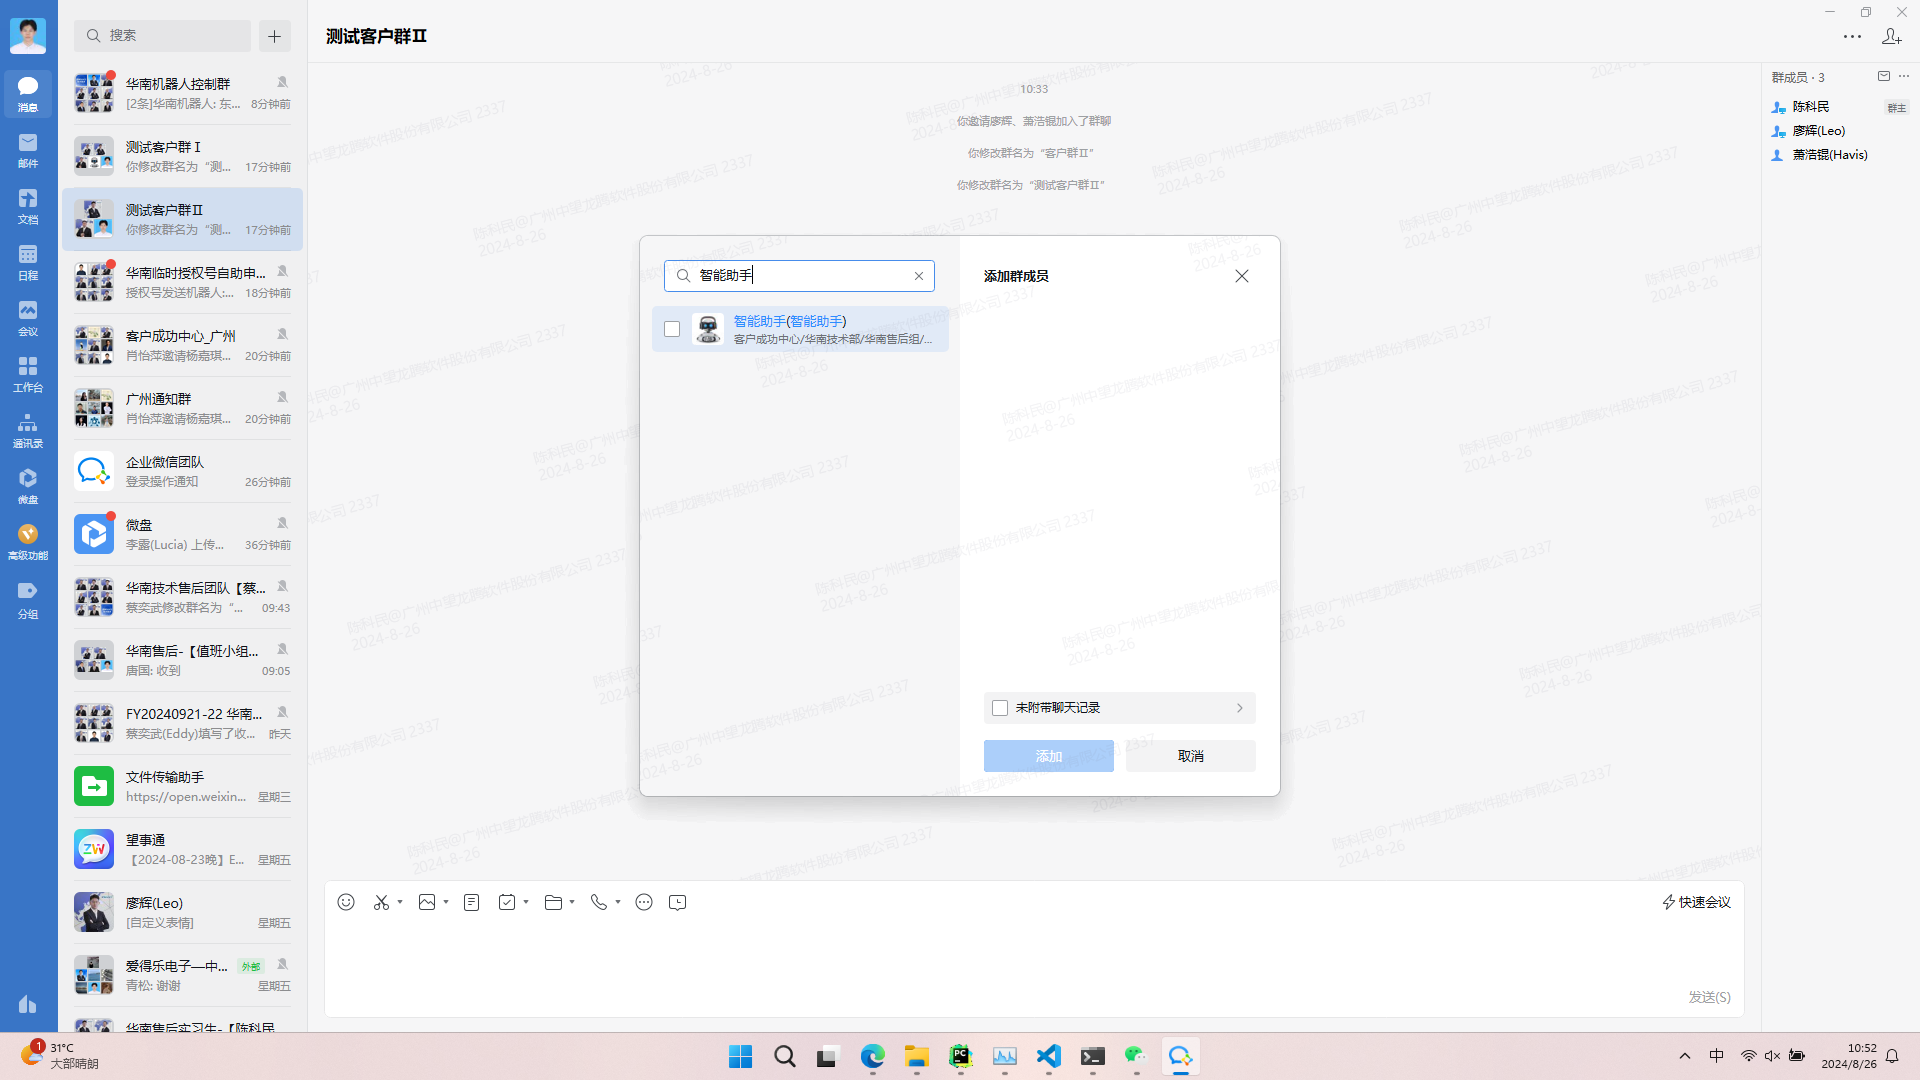 搜索
消息
邮件
文档
日程
会议
工作台
通讯录
微盘
高级功能
分组
华南机器人控制群
[2条]华南机器人: 东... 8分钟前
测试客户群Ⅰ
你修改群名为“测... 17分钟前
测试客户群Ⅱ
你修改群名为“测... 17分钟前
华南临时授权号自助申...
授权号发送机器人:... 18分钟前
客户成功中心_广州
肖怡萍邀请杨嘉琪... 20分钟前
广州通知群
肖怡萍邀请杨嘉琪... 20分钟前
企业微信团队
登录操作通知 26分钟前
微盘
李露(Lucia) 上传... 36分钟前
华南技术售后团队【蔡...
蔡奕武修改群名为“... 09:43
华南售后-【值班小组...
唐国: 收到 09:05
FY20240921-22 华南...
蔡奕武(Eddy)填写了收... 昨天
文件传输助手
https://open.weixin... 星期三
望事通
【2024-08-23晚】E... 星期五
廖辉(Leo)
[自定义表情] 星期五
爱得乐电子—中... 外部
青松: 谢谢 星期五
华南售后实习生-【陈科民
测试客户群Ⅱ
10:33
你邀请廖辉、萧浩锟加入了群聊
你修改群名为“客户群Ⅱ”
你修改群名为“测试客户群Ⅱ”
智能助手
智能助手(智能助手)
客户成功中心/华南技术部/华南售后组/...
添加群成员
未附带聊天记录
添加
取消
群成员 · 3
陈科民 群主
廖辉(Leo)
萧浩锟(Havis)
快速会议
发送(S)
陈科民@广州中望龙腾软件股份有限公司 2337
2024-8-26
1
31°C
大部晴朗
中
10:52
2024/8/26